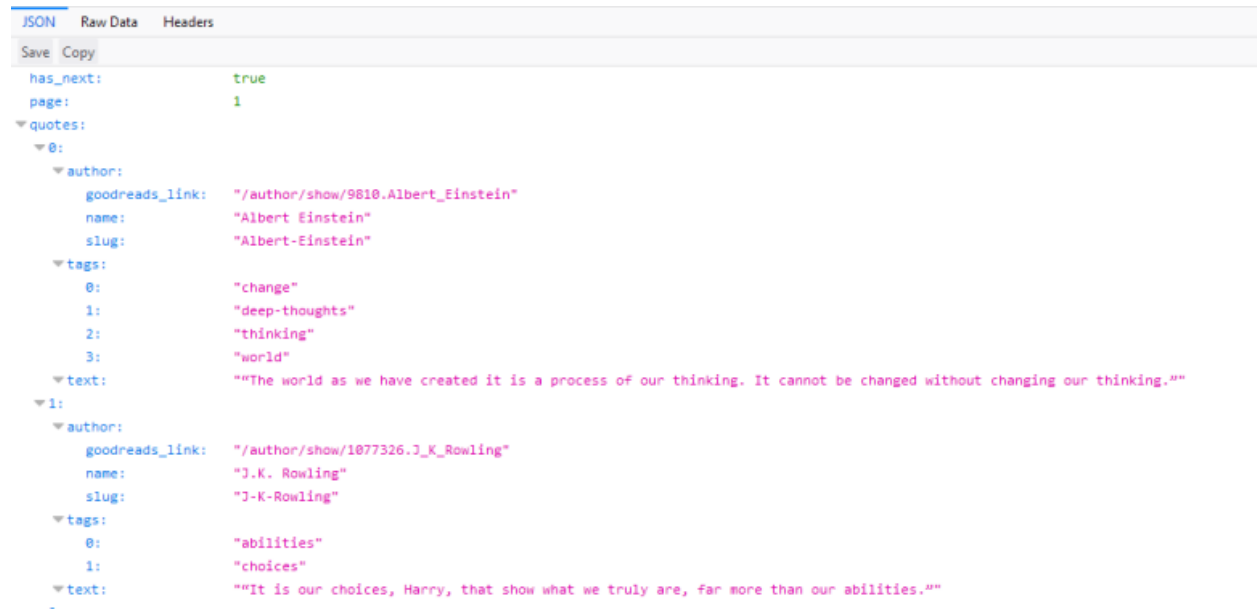 JSON Raw Data Headers
Save Copy
has_next: true
page: 1
quotes:
0:
author:
goodreads_link: "/author/show/9810.Albert_Einstein"
name: "Albert Einstein"
slug: "Albert-Einstein"
tags:
0: "change"
1: "deep-thoughts"
2: "thinking"
3: "world"
text: "“The world as we have created it is a process of our thinking. It cannot be changed without changing our thinking.”"
1:
author:
goodreads_link: "/author/show/1077326.J_K_Rowling"
name: "J.K. Rowling"
slug: "J-K-Rowling"
tags:
0: "abilities"
1: "choices"
text: "“It is our choices, Harry, that show what we truly are, far more than our abilities.”"